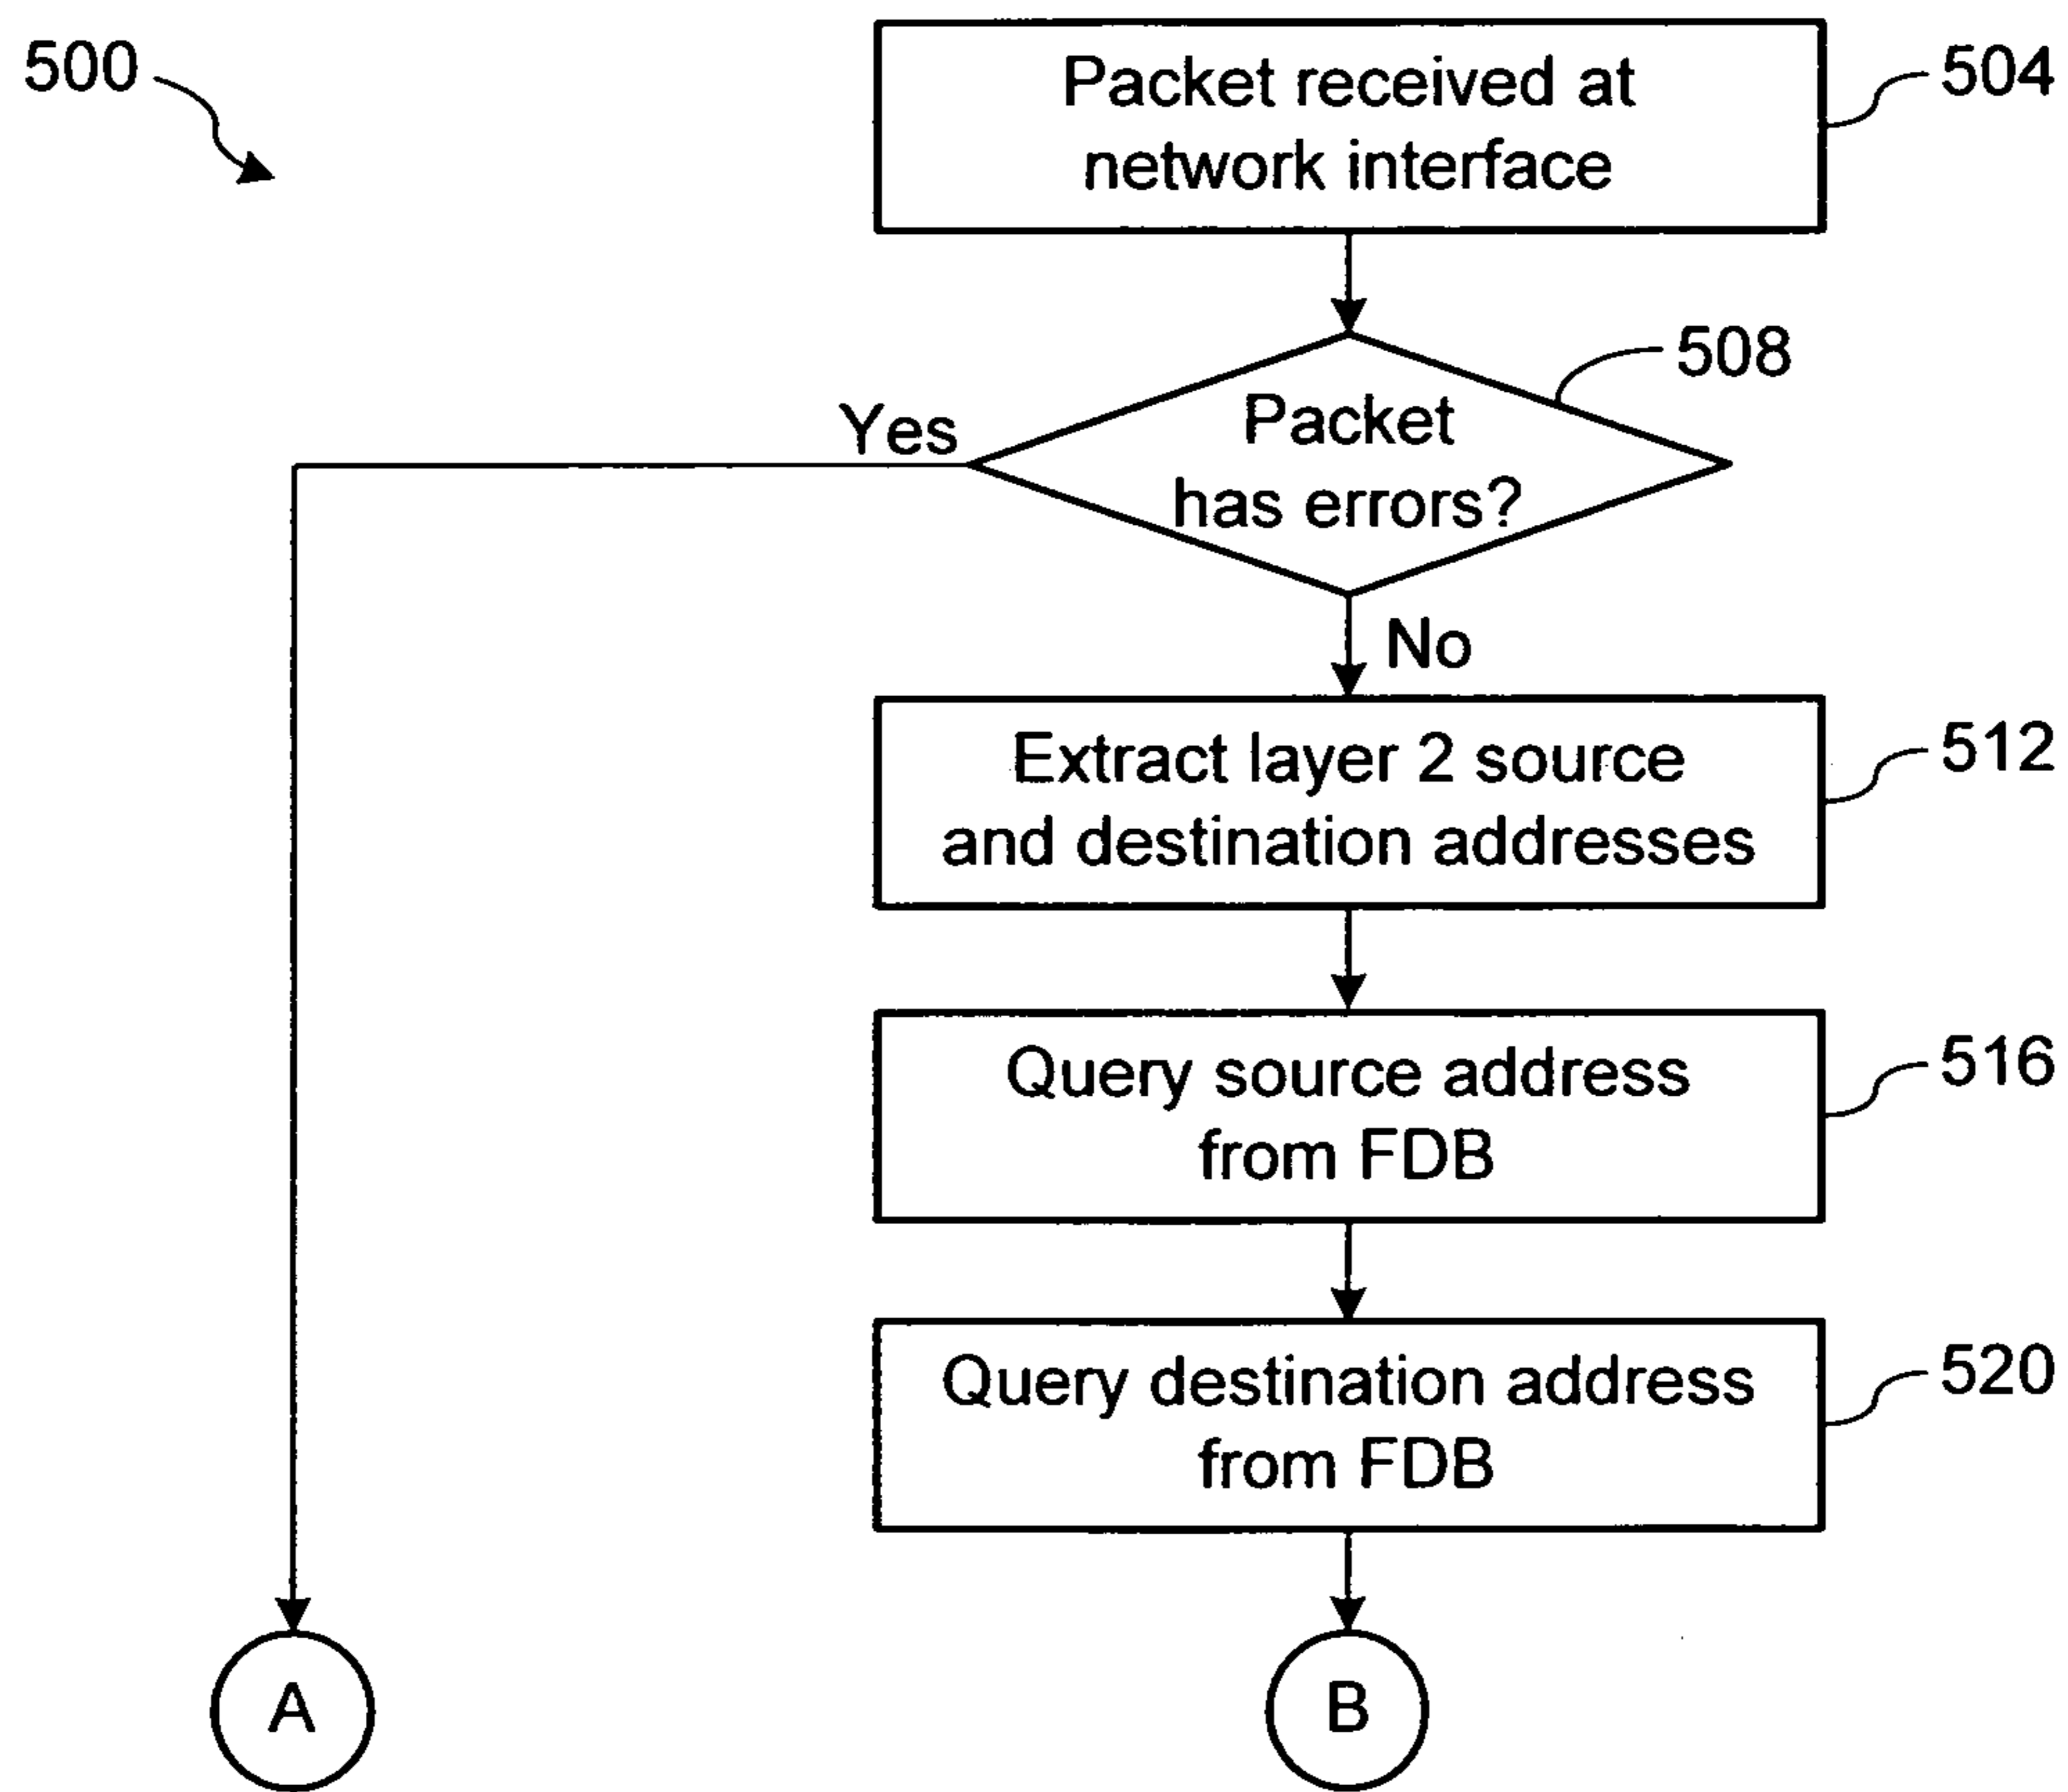 500
Packet received at
network interface
504
508
Packet
has errors?
Yes
No
Extract layer 2 source
and destination addresses
512
Query source address
from FDB
516
Query destination address
from FDB
520
A
B